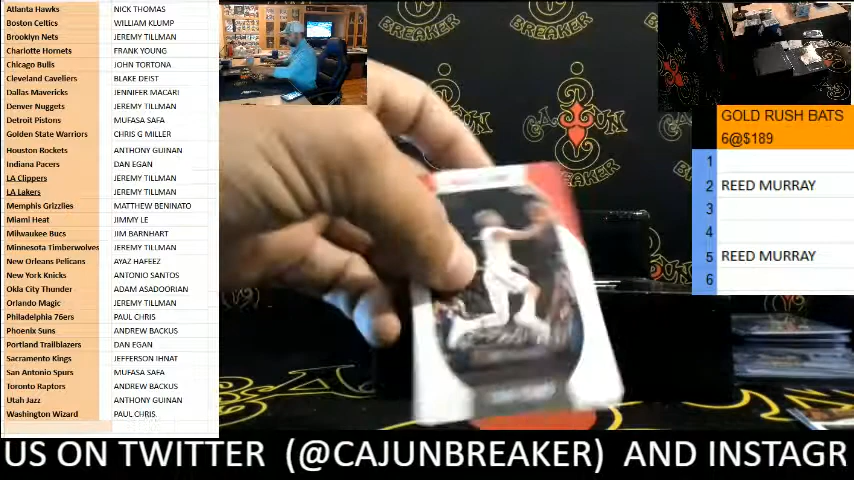 Atlanta Hawks NICK THOMAS
Boston Celtics WILLIAM KLUMP
Brooklyn Nets JEREMY TILLMAN
Charlotte Hornets FRANK YOUNG
Chicago Bulls JOHN TORTONA
Cleveland Caveliers BLAKE DEIST
Dallas Mavericks JENNIFER MACARI
Denver Nuggets JEREMY TILLMAN
Detroit Pistons MUFASA SAFA
Golden State Warriors CHRIS G MILLER
Houston Rockets ANTHONY GUINAN
Indiana Pacers DAN EGAN
LA Clippers JEREMY TILLMAN
LA Lakers JEREMY TILLMAN
Memphis Grizzlies MATTHEW BENINATO
Miami Heat JIMMY LE
Milwaukee Bucs JIM BARNHART
Minnesota Timberwolves JEREMY TILLMAN
New Orleans Pelicans AYAZ HAFEEZ
New York Knicks ANTONIO SANTOS
Okla City Thunder ADAM ASADOORIAN
Orlando Magic JEREMY TILLMAN
Philadelphia 76ers PAUL CHRIS
Phoenix Suns ANDREW BACKUS
Portland Trailblazers DAN EGAN
Sacramento Kings JEFFERSON IHNAT
San Antonio Spurs MUFASA SAFA
Toronto Raptors ANDREW BACKUS
Utah Jazz ANTHONY GUINAN
Washington Wizard PAUL CHRIS
BREAKER
BREAKER
CAJUN
BREAKER
GOLD RUSH BATS
6@$189
1
2 REED MURRAY
3
4
5 REED MURRAY
6
US ON TWITTER (@CAJUNBREAKER) AND INSTAGR